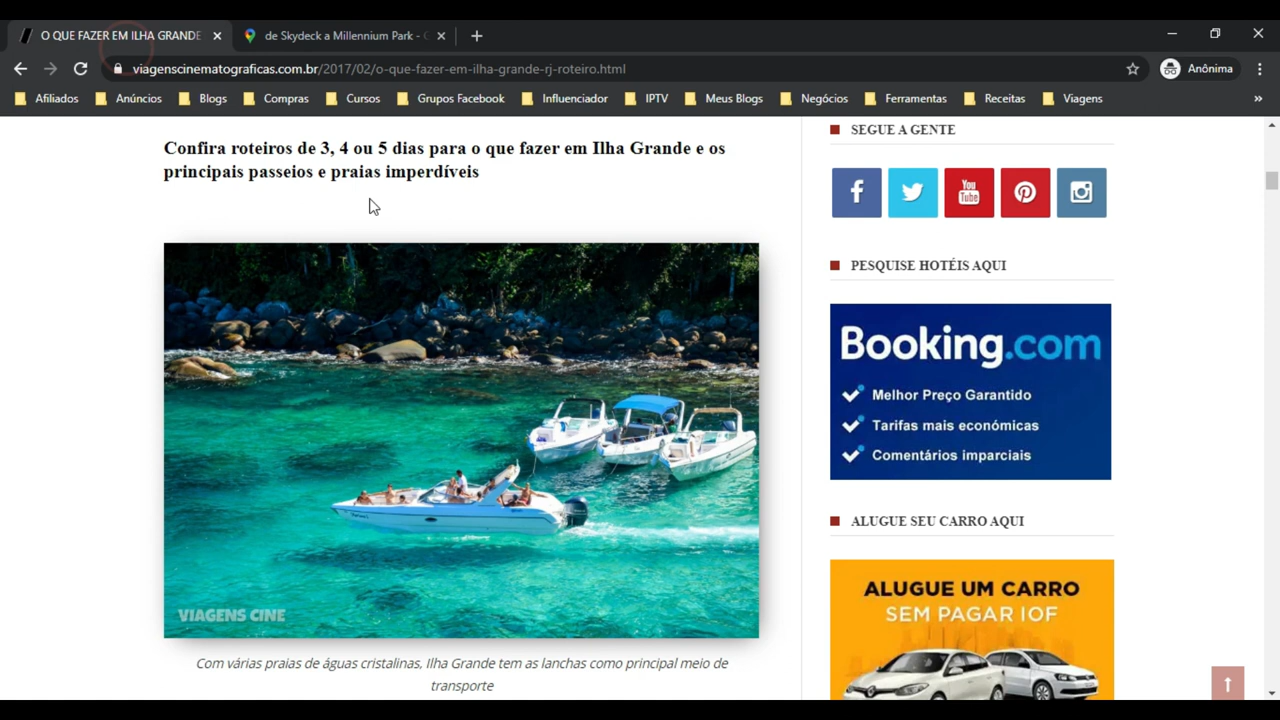 O QUE FAZER EM ILHA GRANDE
de Skydeck a Millennium Park -
viagenscinematograficas.com.br/2017/02/o-que-fazer-em-ilha-grande-rj-roteiro.html
Anônima
Afiliados Anúncios Blogs Compras Cursos Grupos Facebook Influenciador IPTV Meus Blogs Negócios Ferramentas Receitas Viagens »
Confira roteiros de 3, 4 ou 5 dias para o que fazer em Ilha Grande e os
principais passeios e praias imperdíveis
VIAGENS CINE
Com várias praias de águas cristalinas, Ilha Grande tem as lanchas como principal meio de
transporte
SEGUE A GENTE
You
Tube
PESQUISE HOTÉIS AQUI
Booking.com
Melhor Preço Garantido
Tarifas mais económicas
Comentários imparciais
ALUGUE SEU CARRO AQUI
ALUGUE UM CARRO
SEM PAGAR IOF